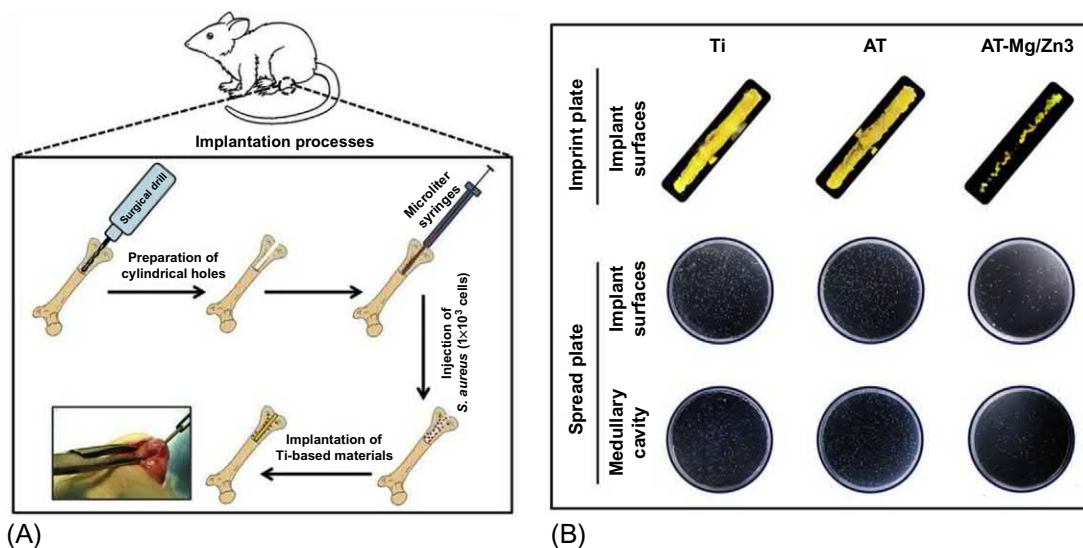 Implantation processes
Surgical drill
Preparation of
cylindrical holes
Microliter
syringes
Injection of
S. aureus (1×10³ cells)
Implantation of
Ti-based materials
(A)
Ti AT AT-Mg/Zn3
Imprint plate
Implant
surfaces
Spread plate
Implant
surfaces
Medullary
cavity
(B)